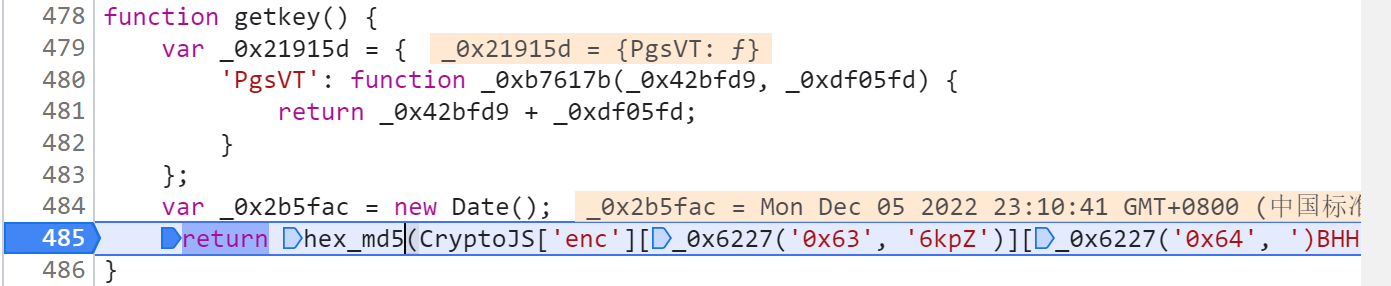 478 function getkey() {
479 var _0x21915d = { _0x21915d = {PgsVT: ƒ}
480 'PgsVT': function _0xb7617b(_0x42bfd9, _0xdf05fd) {
481 return _0x42bfd9 + _0xdf05fd;
482 }
483 };
484 var _0x2b5fac = new Date(); _0x2b5fac = Mon Dec 05 2022 23:10:41 GMT+0800 (中国标准
485 return hex_md5(CryptoJS['enc'][_0x6227('0x63', '6kpZ')][_0x6227('0x64', ')BHH
486 }